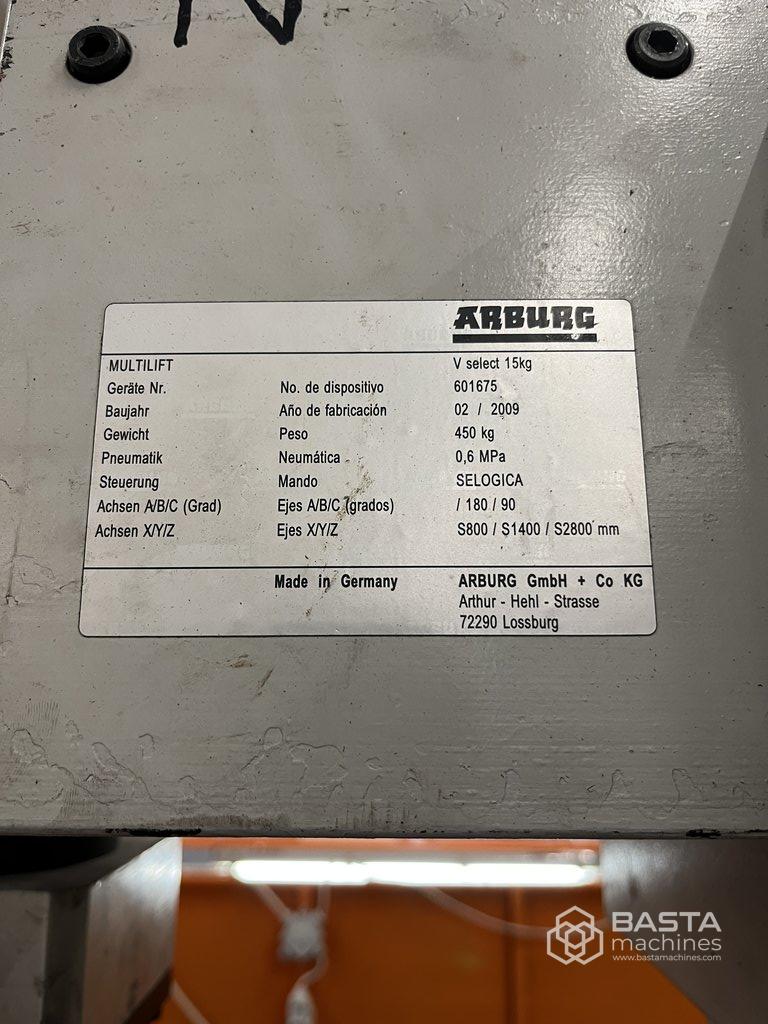 N
ARBURG
MULTILIFT V select 15kg
Geräte Nr. No. de dispositivo 601675
Baujahr Año de fabricación 02 / 2009
Gewicht Peso 450 kg
Pneumatik Neumática 0,6 MPa
Steuerung Mando SELOGICA
Achsen A/B/C (Grad) Ejes A/B/C (grados) / 180 / 90
Achsen X/Y/Z Ejes X/Y/Z S800 / S1400 / S2800 mm
Made in Germany ARBURG GmbH + Co KG
Arthur - Hehl - Strasse
72290 Lossburg
BASTA
machines
www.bastamachines.com